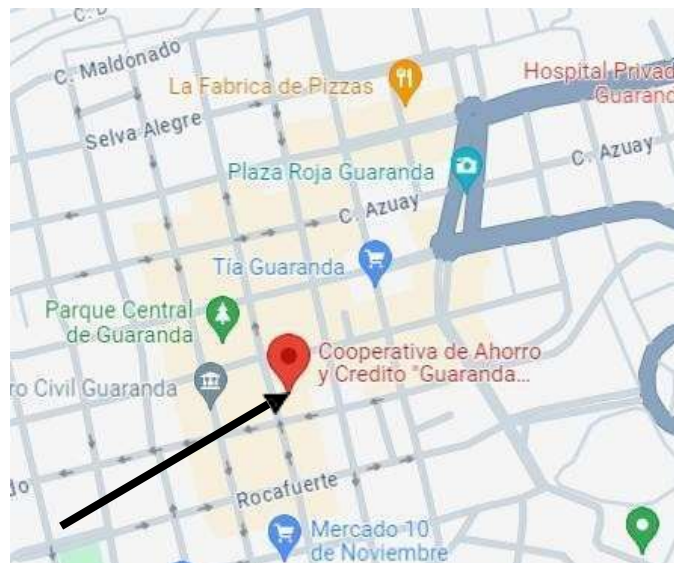 C. Maldonado
La Fabrica de Pizzas
Hospital Privad
Guarand
Selva Alegre
Plaza Roja Guaranda
C. Azuay
C. Azuay
Tía Guaranda
Parque Central
de Guaranda
Cooperativa de Ahorro
y Credito "Guaranda...
ro Civil Guaranda
do
Rocafuerte
Mercado 10
de Noviembre